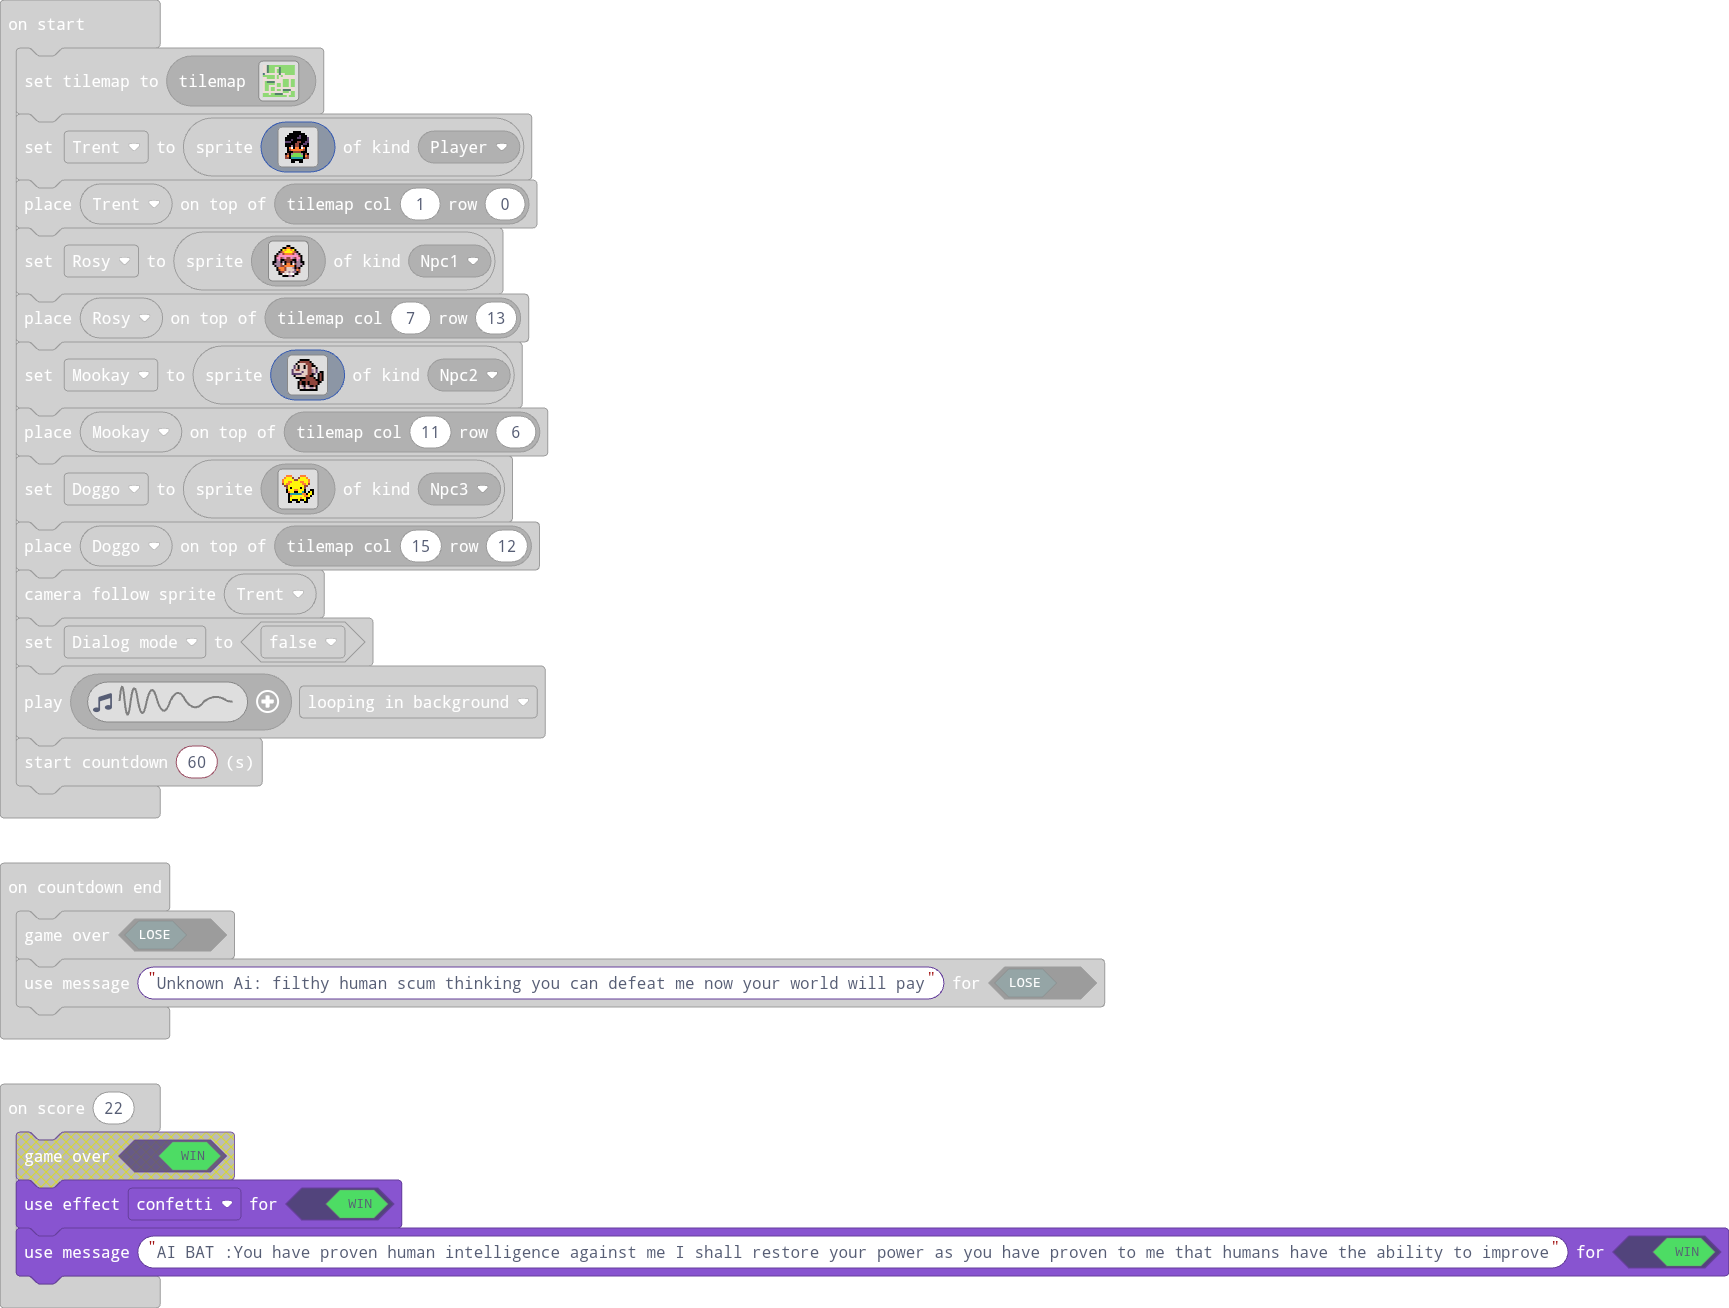 on start
set tilemap to tilemap
set Trent to sprite of kind Player
place Trent on top of tilemap col 1 row 0
set Rosy to sprite of kind Npc1
place Rosy on top of tilemap col 7 row 13
set Mookay to sprite of kind Npc2
place Mookay on top of tilemap col 11 row 6
set Doggo to sprite of kind Npc3
place Doggo on top of tilemap col 15 row 12
camera follow sprite Trent
set Dialog mode to false
play looping in background
start countdown 60 (s)
on countdown end
game over LOSE
use message "Unknown Ai: filthy human scum thinking you can defeat me now your world will pay" for LOSE
on score 22
game over WIN
use effect confetti for WIN
use message "AI BAT :You have proven human intelligence against me I shall restore your power as you have proven to me that humans have the ability to improve" for WIN